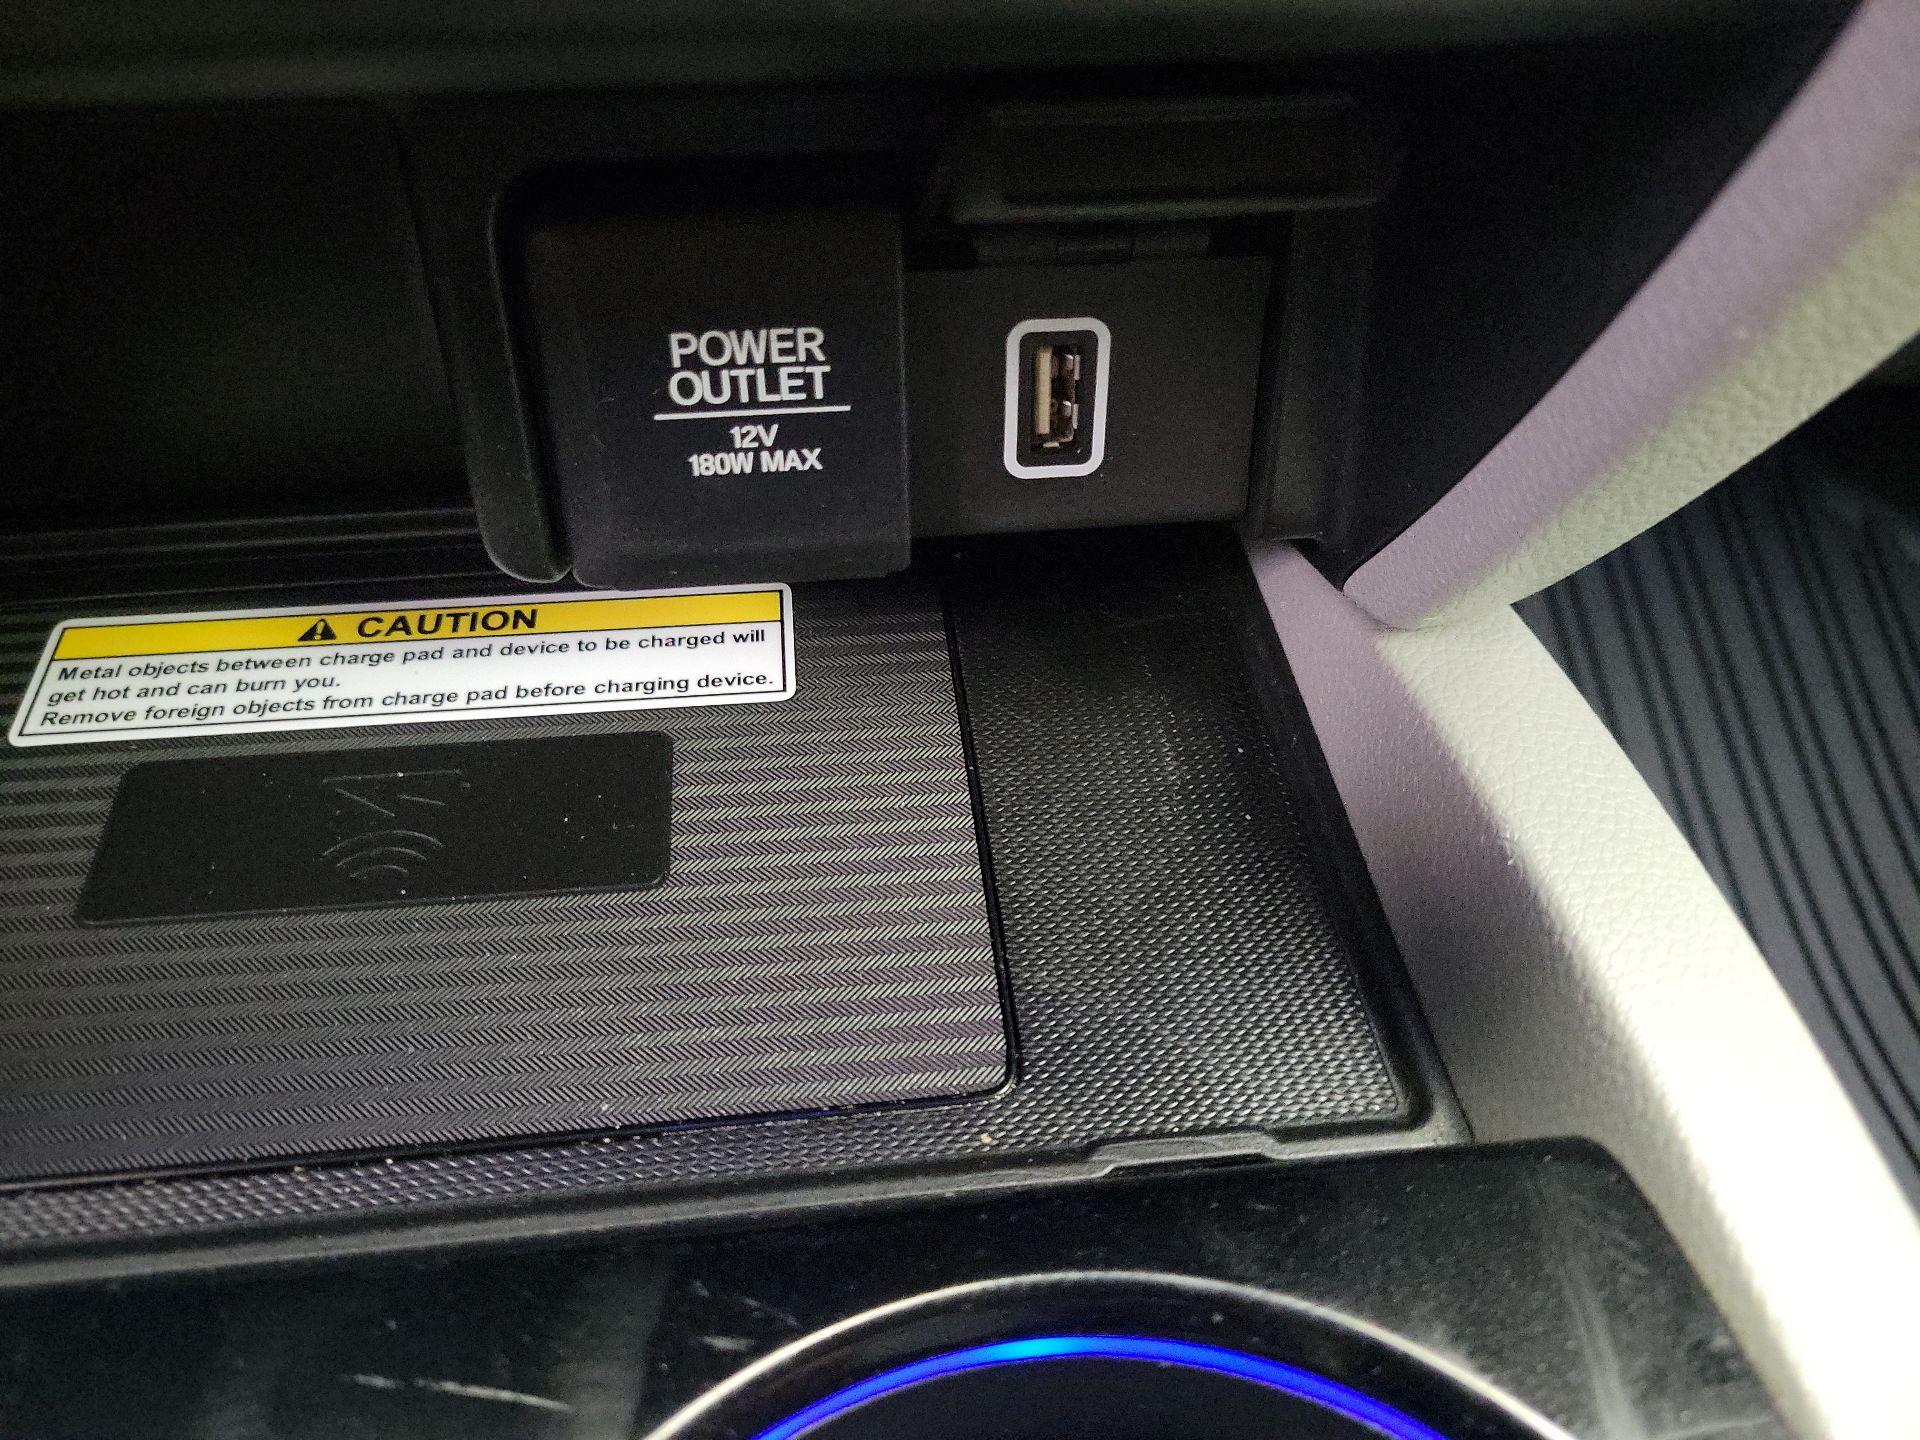 POWER
OUTLET
12V
180W MAX
CAUTION
Metal objects between charge pad and device to be charged will
get hot and can burn you.
Remove foreign objects from charge pad before charging device.